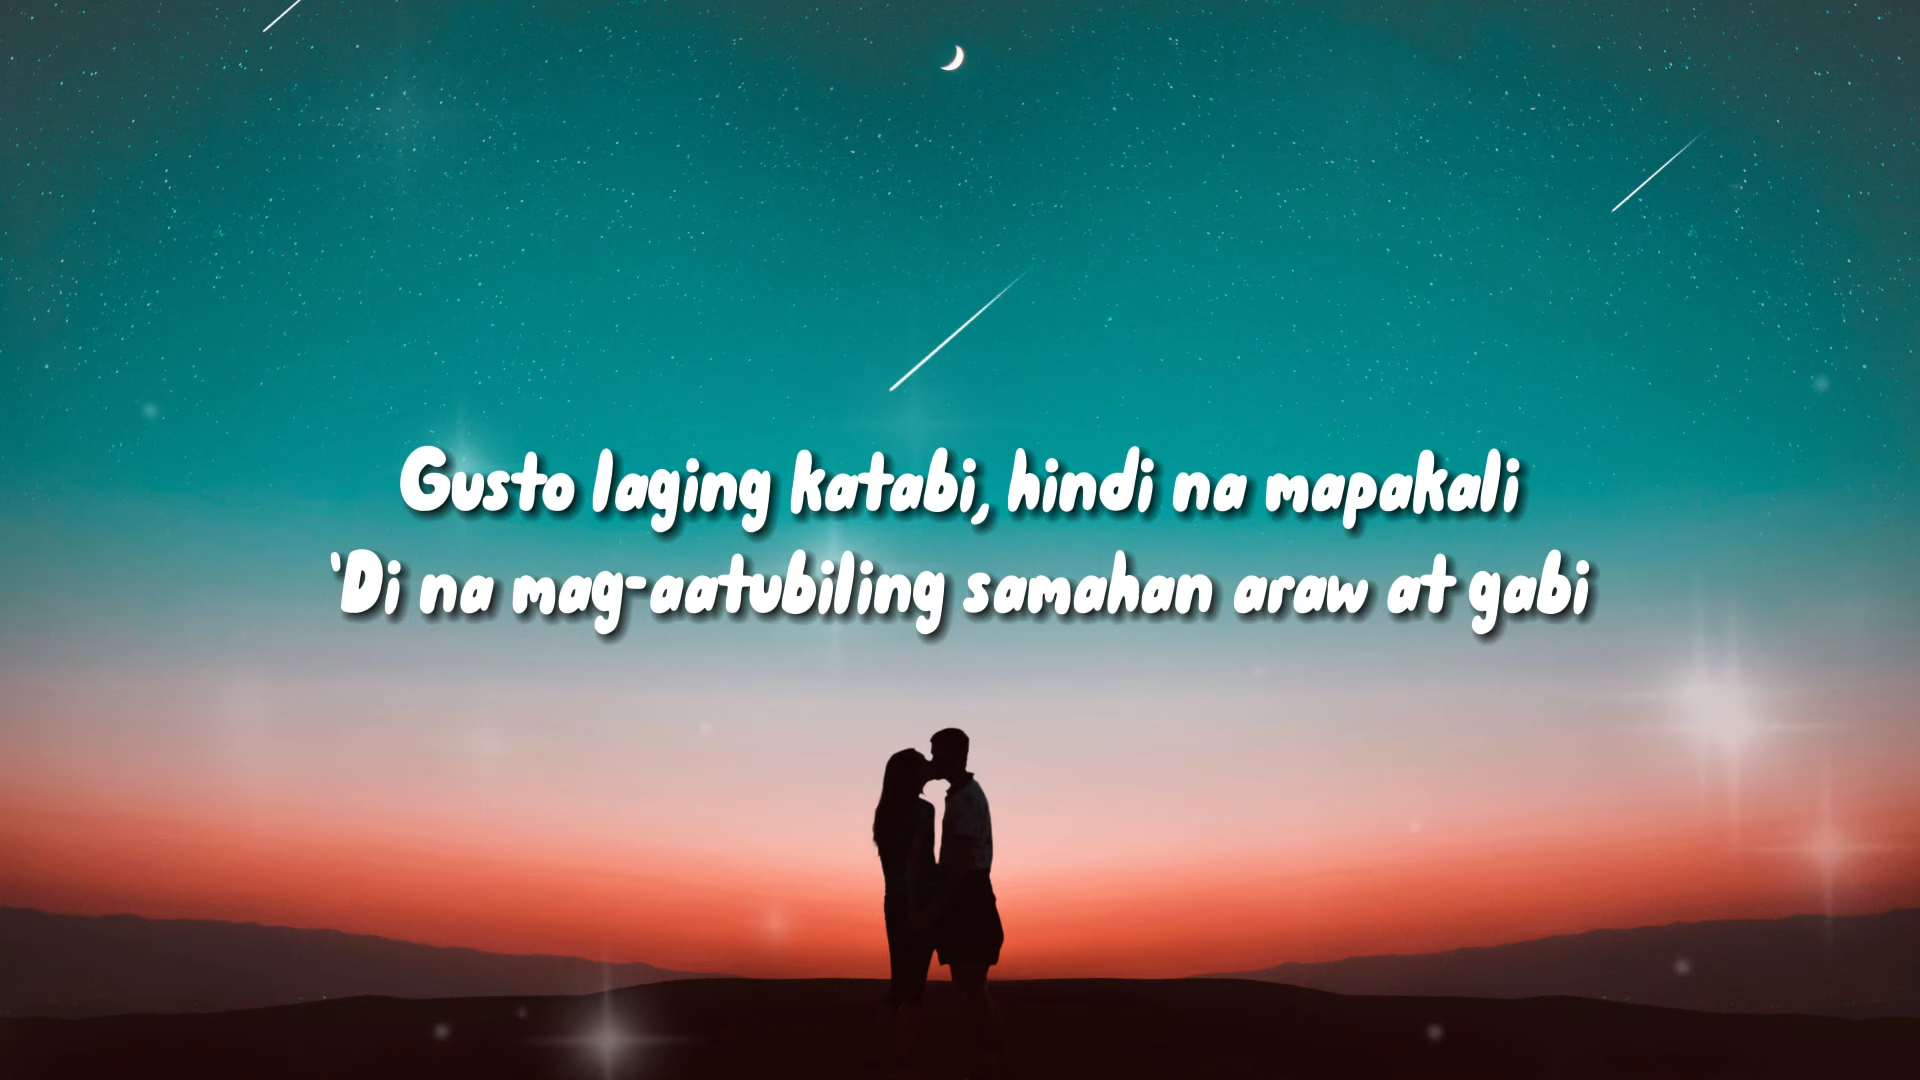 Gusto laging katabi, hindi na mapakali
'Di na mag-aatubiling samahan araw at gabi